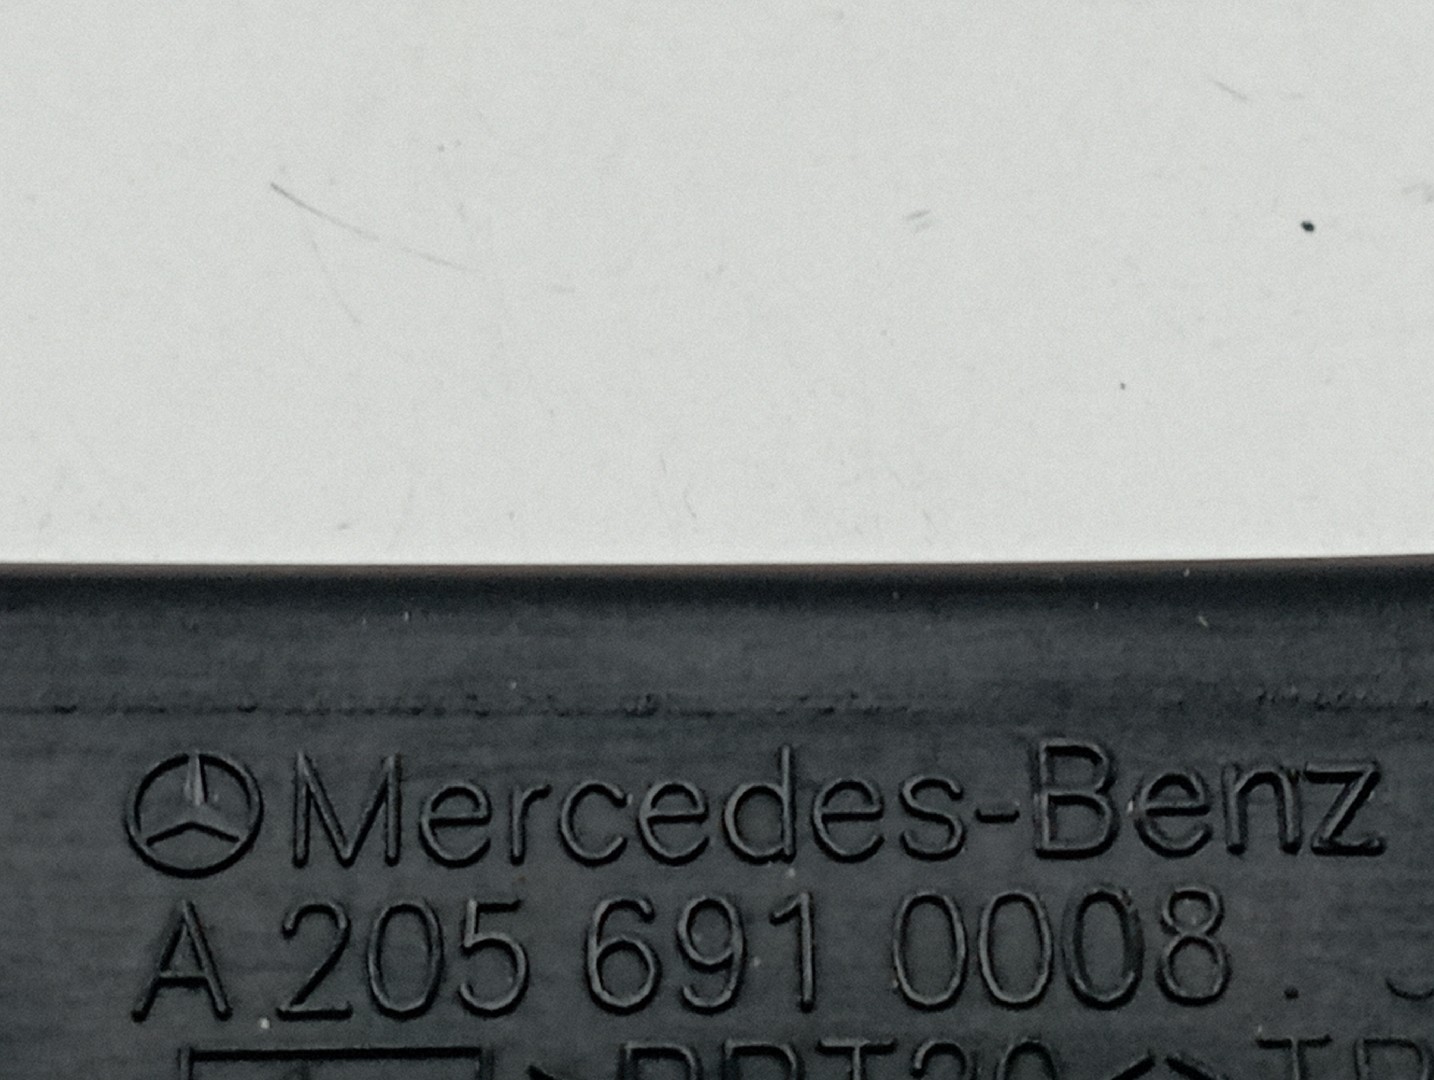 Mercedes-Benz
A 205 691 0008 .